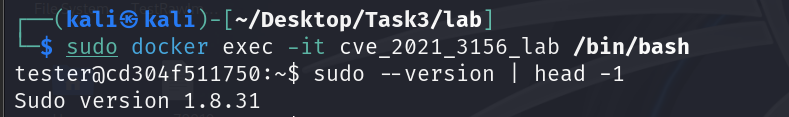 ┌──(kali㉿kali)-[~/Desktop/Task3/lab]
└─$ sudo docker exec -it cve_2021_3156_lab /bin/bash
tester@cd304f511750:~$ sudo --version | head -1
Sudo version 1.8.31